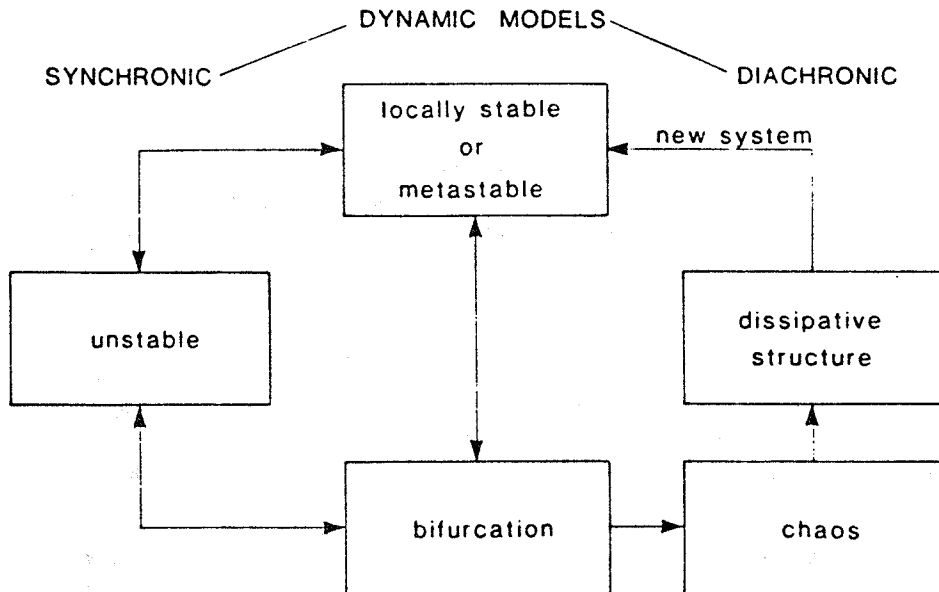 DYNAMIC MODELS
SYNCHRONIC
DIACHRONIC
locally stable
or
metastable
new system
unstable
dissipative
structure
bifurcation
chaos